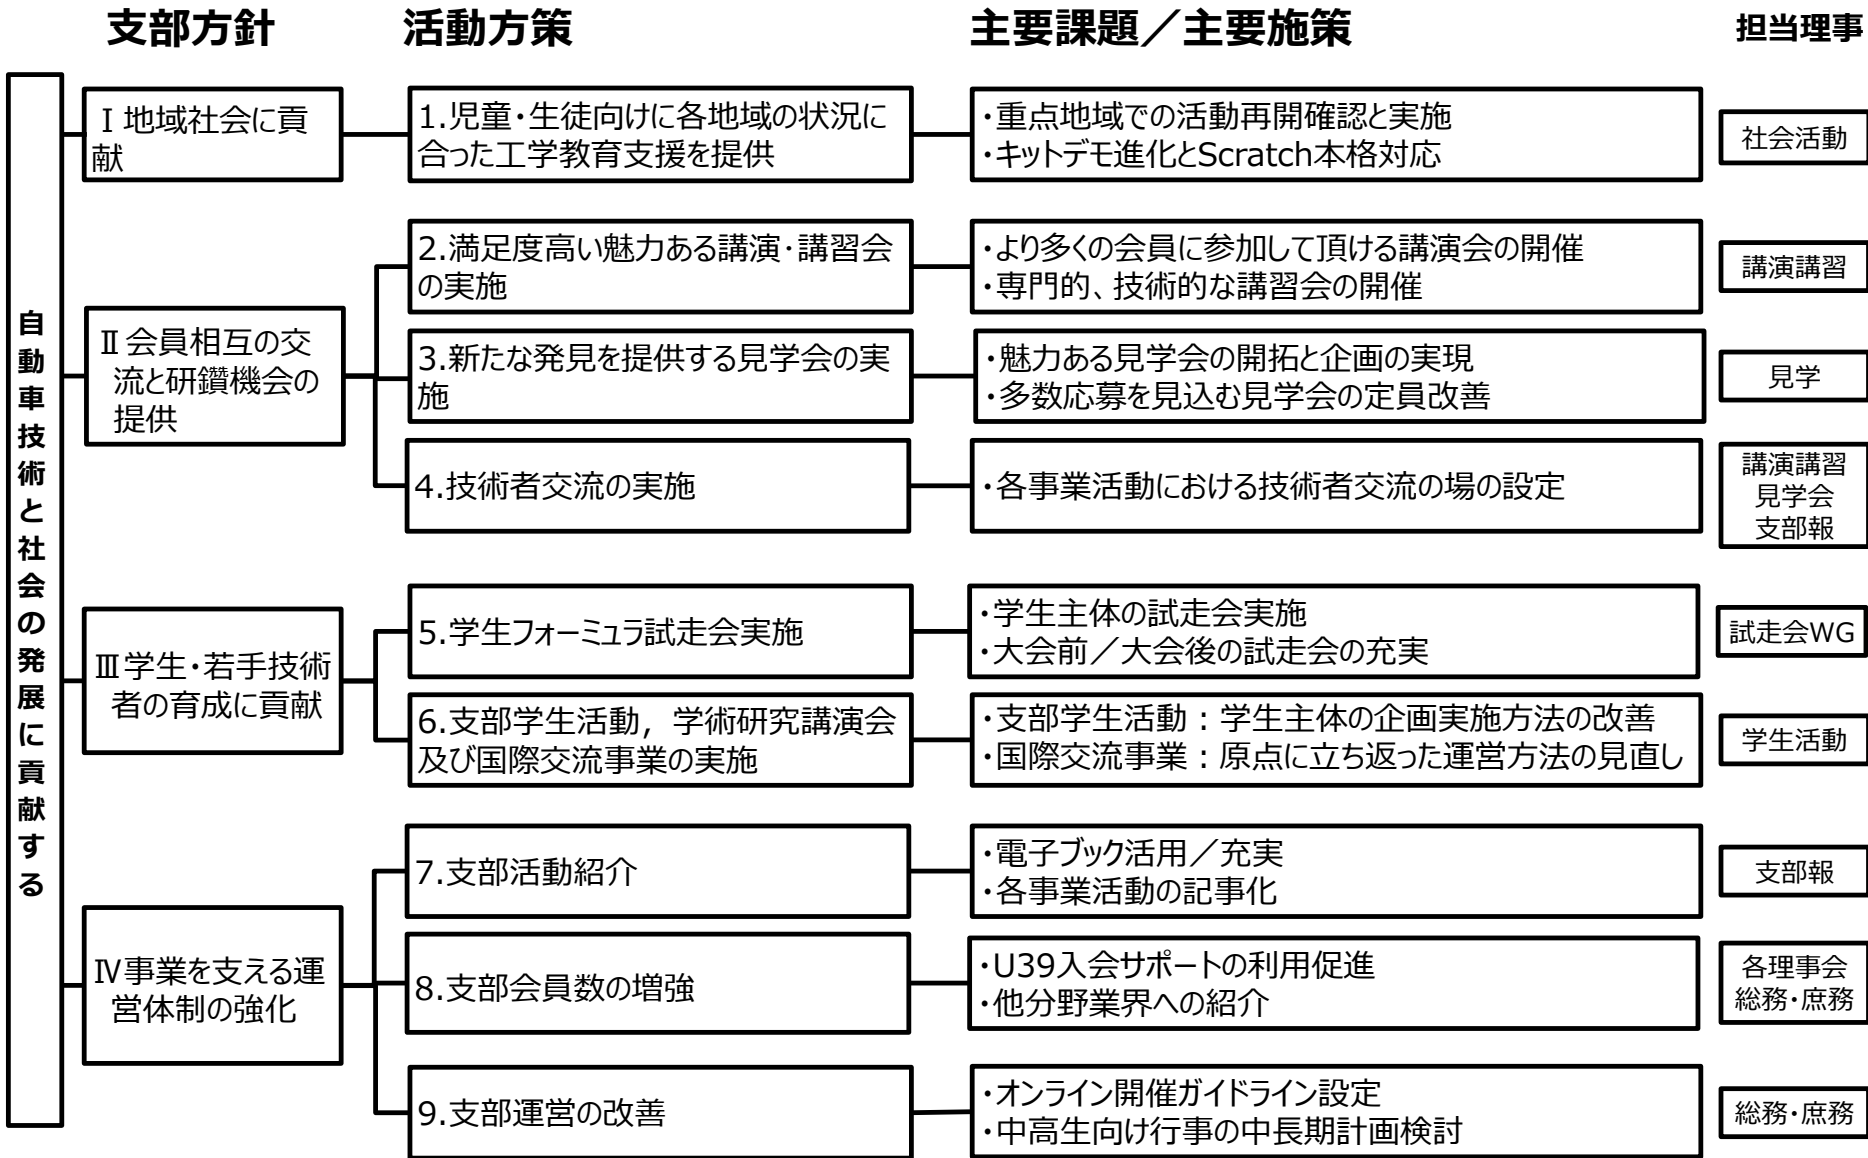 支部方針
活動方策
主要課題／主要施策
担当理事
自動車技術と社会の発展に貢献する
Ⅰ地域社会に貢
献
1.児童・生徒向けに各地域の状況に
合った工学教育支援を提供
・重点地域での活動再開確認と実施
・キットデモ進化とScratch本格対応
社会活動
Ⅱ会員相互の交
流と研鑽機会の
提供
2.満足度高い魅力ある講演・講習会
の実施
・より多くの会員に参加して頂ける講演会の開催
・専門的、技術的な講習会の開催
講演講習
3.新たな発見を提供する見学会の実
施
・魅力ある見学会の開拓と企画の実現
・多数応募を見込む見学会の定員改善
見学
4.技術者交流の実施
・各事業活動における技術者交流の場の設定
講演講習
見学会
支部報
Ⅲ学生・若手技術
者の育成に貢献
5.学生フォーミュラ試走会実施
・学生主体の試走会実施
・大会前／大会後の試走会の充実
試走会WG
6.支部学生活動，学術研究講演会
及び国際交流事業の実施
・支部学生活動：学生主体の企画実施方法の改善
・国際交流事業：原点に立ち返った運営方法の見直し
学生活動
Ⅳ事業を支える運
営体制の強化
7.支部活動紹介
・電子ブック活用／充実
・各事業活動の記事化
支部報
8.支部会員数の増強
・U39入会サポートの利用促進
・他分野業界への紹介
各理事会
総務・庶務
9.支部運営の改善
・オンライン開催ガイドライン設定
・中高生向け行事の中長期計画検討
総務・庶務